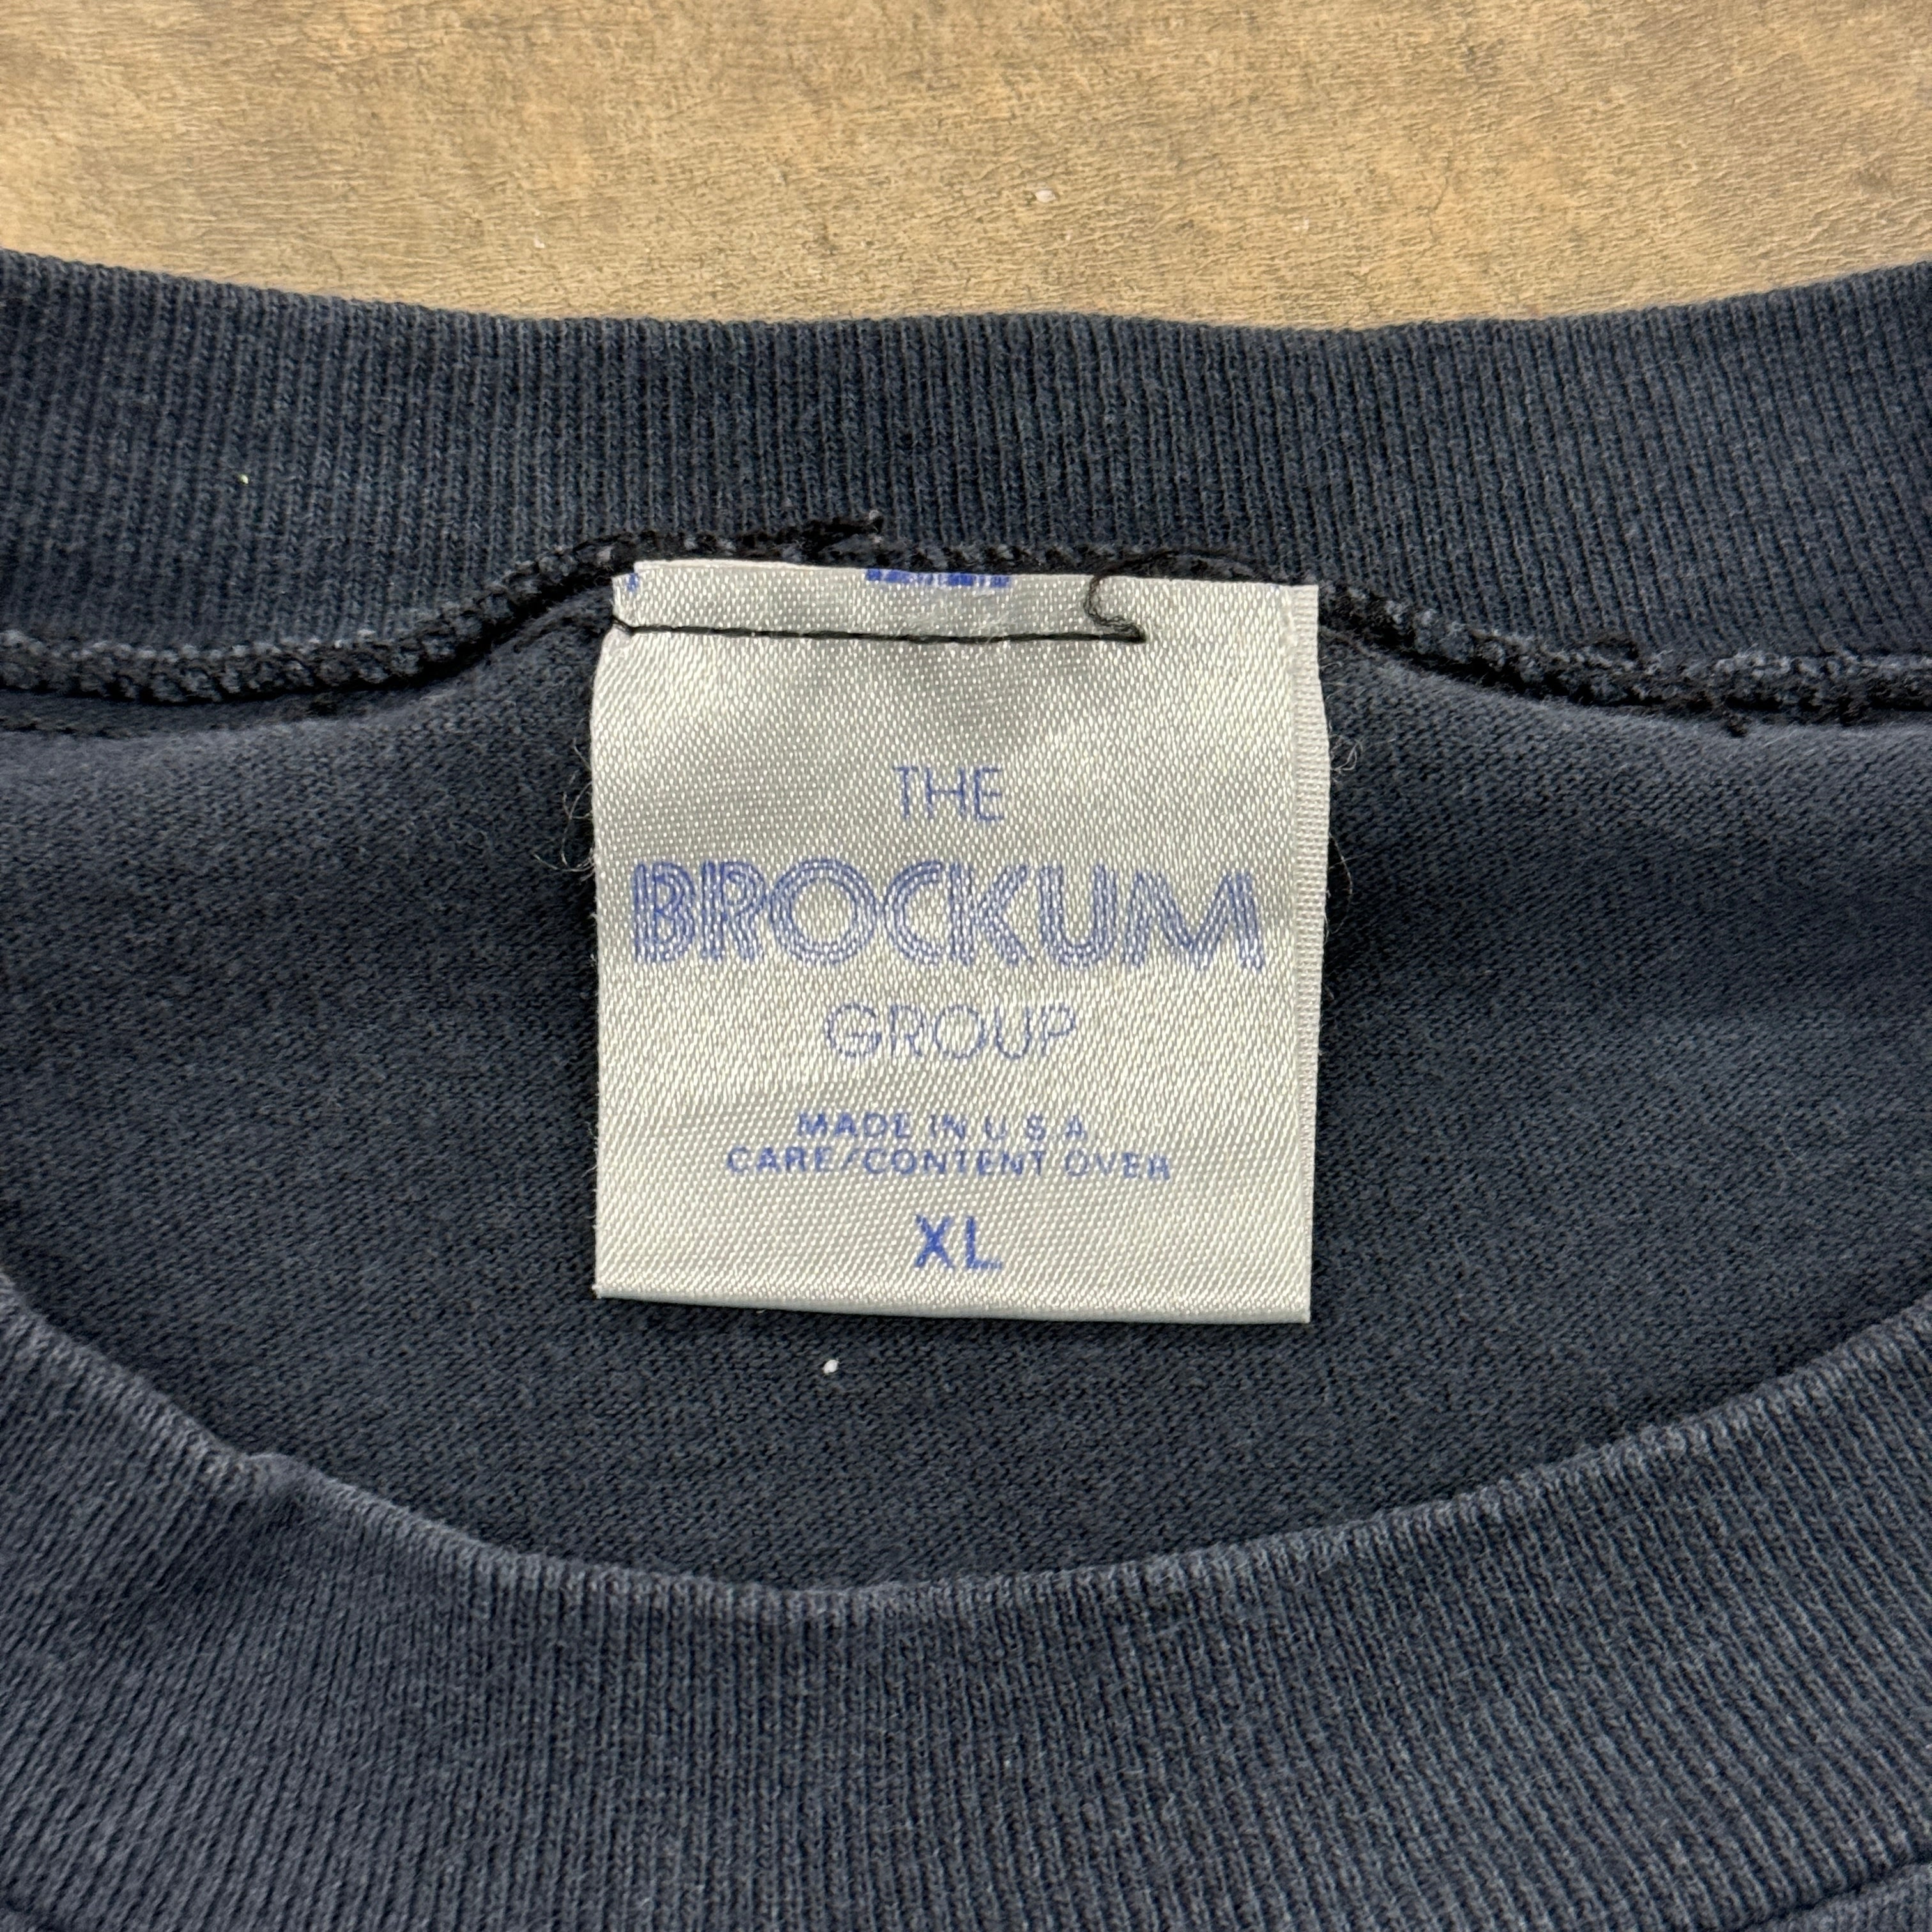 THE
BROCKUM
GROUP
MADE IN U.S.A.
CARE/CONTENT OVER
XL